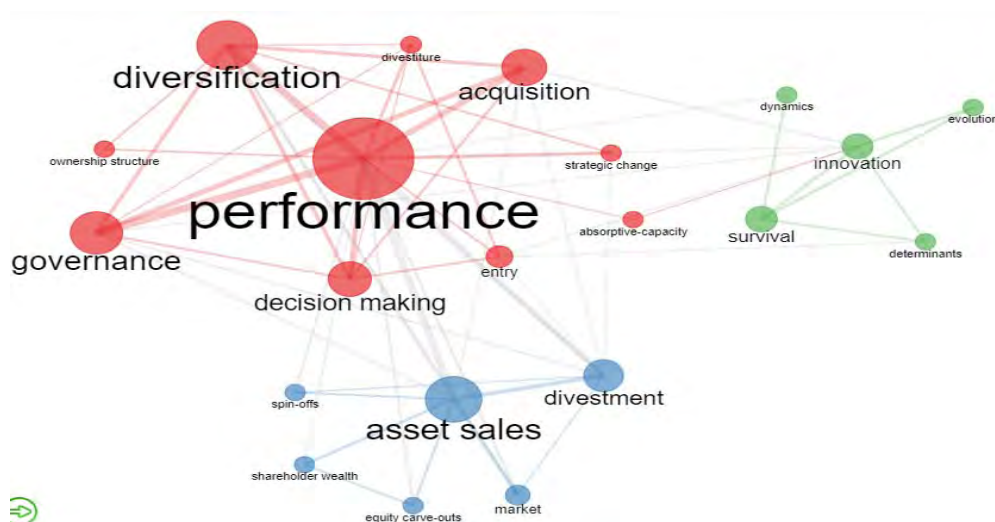 divestiture
diversification
acquisition
dynamics
evolution
ownership structure
strategic change
innovation
performance
absorptive-capacity
survival
governance
determinants
entry
decision making
divestment
spin-offs
asset sales
shareholder wealth
market
equity carve-outs